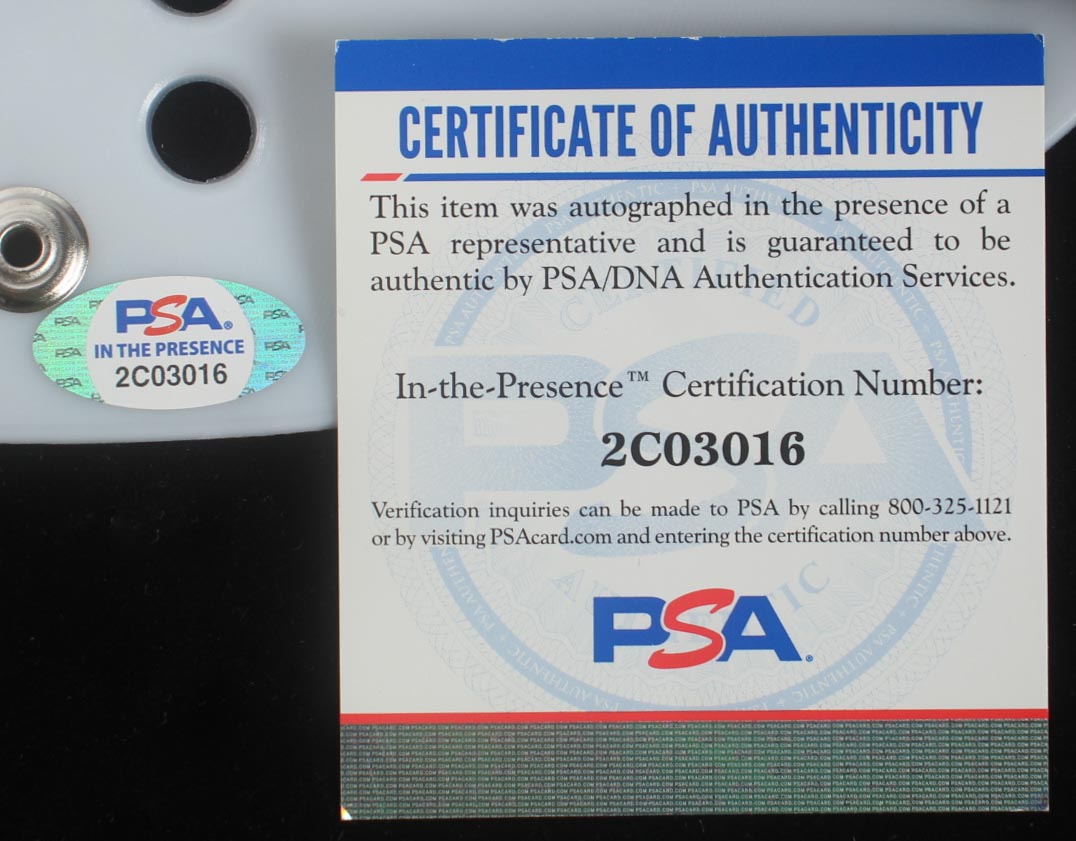 CERTIFICATE OF AUTHENTICITY
This item was autographed in the presence of a
PSA representative and is guaranteed to be
authentic by PSA/DNA Authentication Services.
In-the-Presence™ Certification Number:
2C03016
Verification inquiries can be made to PSA by calling 800-325-1121
or by visiting PSAcard.com and entering the certification number above.
PSA®
PSA®
IN THE PRESENCE
2C03016